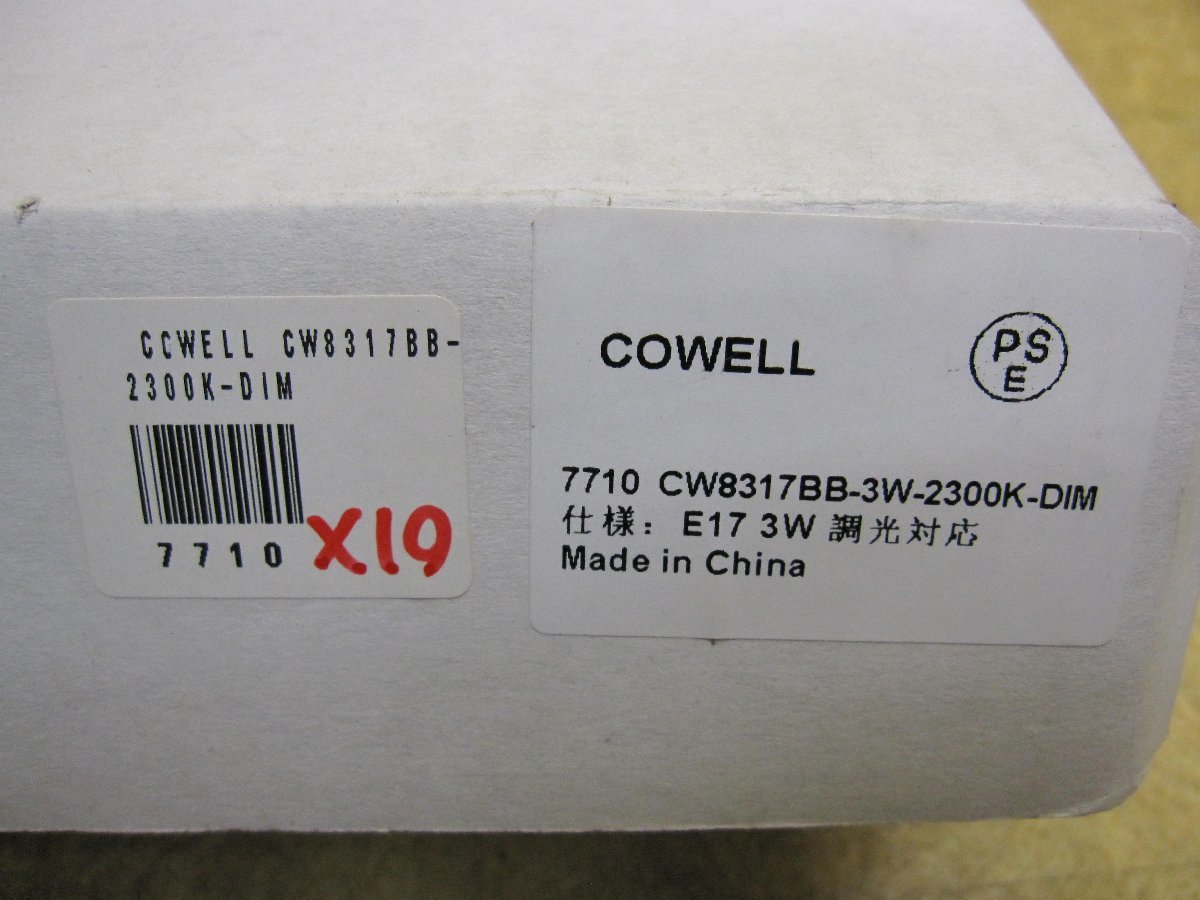 CCWELL CW8317BB-
2300K-DIM
7710
X19
COWELL
PS
E
7710 CW8317BB-3W-2300K-DIM
仕様: E17 3W 調光対応
Made in China